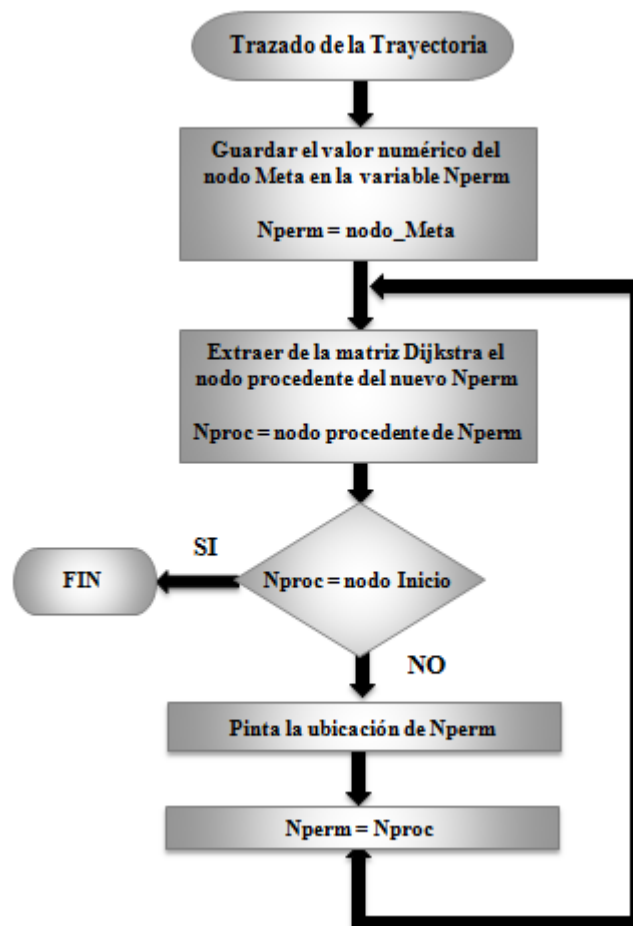 Trazado de la Trayectoria
Guardar el valor numérico del
nodo Meta en la variable Nperm
Nperm = nodo_Meta
Extraer de la matriz Dijkstra el
nodo procedente del nuevo Nperm
Nproc = nodo procedente de Nperm
SI
FIN
Nproc = nodo Inicio
NO
Pinta la ubicación de Nperm
Nperm = Nproc